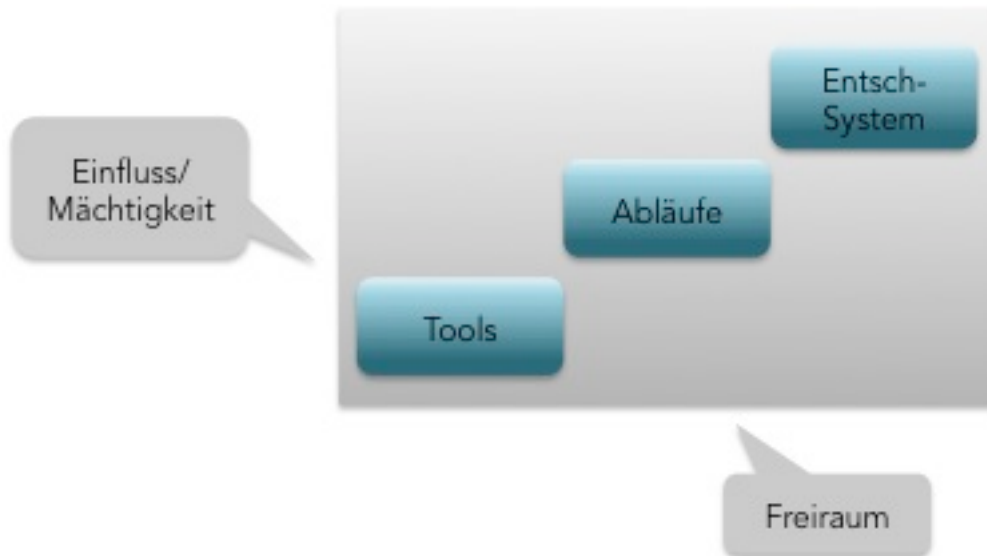 Entsch-
System
Einfluss/
Mächtigkeit
Abläufe
Tools
Freiraum